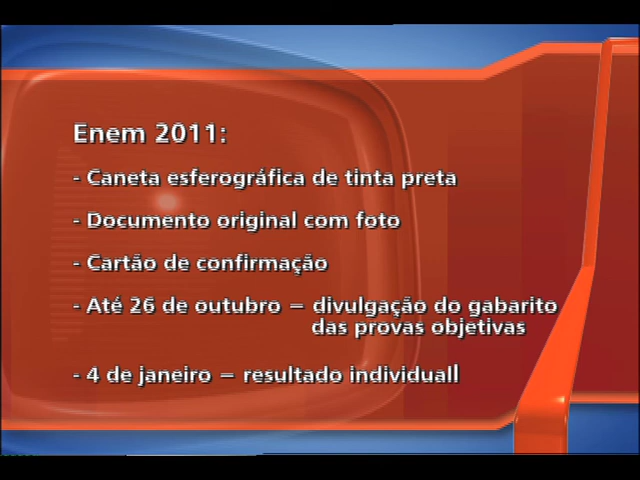 Enem 2011:
- Caneta esferográfica de tinta preta
- Documento original com foto
- Cartão de confirmação
- Até 26 de outubro – divulgação do gabarito
das provas objetivas
- 4 de janeiro – resultado individuall